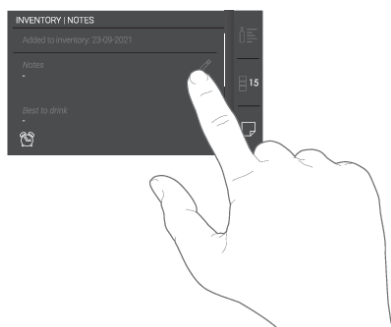 INVENTORY | NOTES
Added to inventory: 23-09-2021
Notes
-
15
Best to drink
-